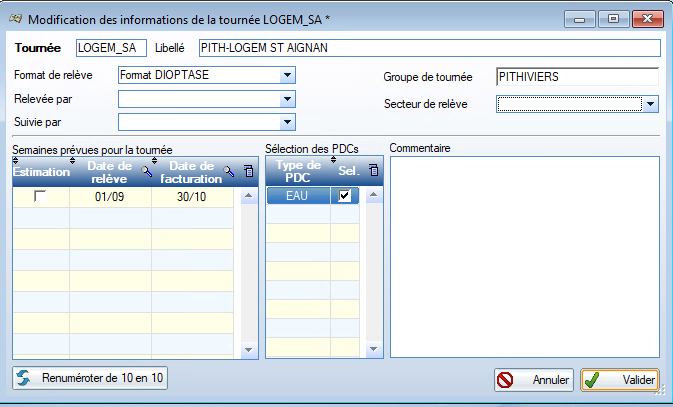 Modification des informations de la tournée LOGEM_SA *
Tournée LOGEM_SA Libellé PITH-LOGEM ST AIGNAN
Format de relève Format DIOPTASE Groupe de tournée PITHIVIERS
Relevée par Secteur de relève
Suivie par
Semaines prévues pour la tournée Sélection des PDCs Commentaire
Estimation Date de relève Date de facturation Type de PDC Sel.
01/09 30/10 EAU
Renuméroter de 10 en 10 Annuler Valider